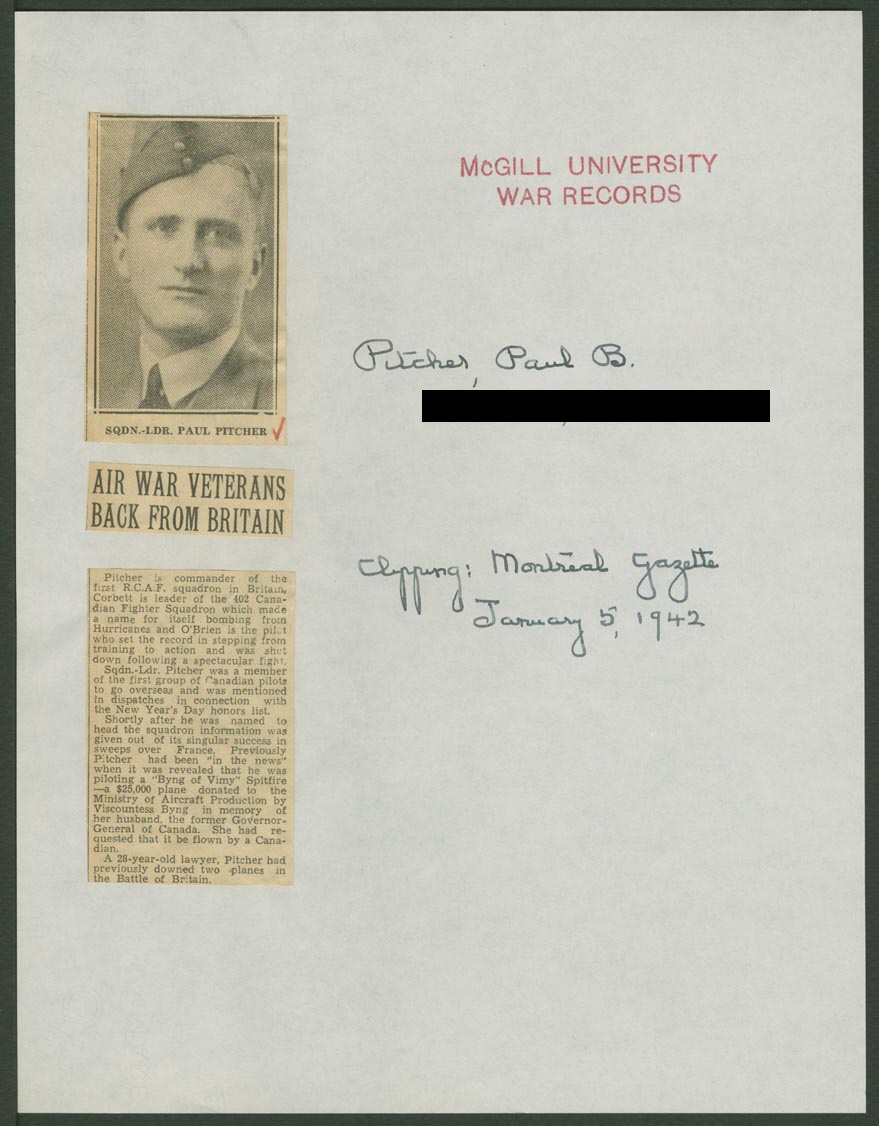 McGILL UNIVERSITY
WAR RECORDS
Pitcher, Paul B.
SQDN.-LDR. PAUL PITCHER
AIR WAR VETERANS
BACK FROM BRITAIN
Clipping: Montreal Gazette
January 5, 1942
Pitcher is commander of the
first R.C.A.F. squadron in Britain,
Corbett is leader of the 402 Cana-
dian Fighter Squadron which made
a name for itself bombing from
Hurricanes and O'Brien is the pilot
who set the record in stepping from
training to action and was shot
down following a spectacular fight.
Sqdn.-Ldr. Pitcher was a member
of the first group of Canadian pilots
to go overseas and was mentioned
in dispatches in connection with
the New Year's Day honors list.
Shortly after he was named to
head the squadron information was
given out of its singular success in
sweeps over France. Previously
Pitcher had been "in the news"
when it was revealed that he was
piloting a "Byng of Vimy" Spitfire
—a $25,000 plane donated to the
Ministry of Aircraft Production by
Viscountess Byng in memory of
her husband, the former Governor-
General of Canada. She had re-
quested that it be flown by a Cana-
dian.
A 28-year-old lawyer, Pitcher had
previously downed two planes in
the Battle of Britain.